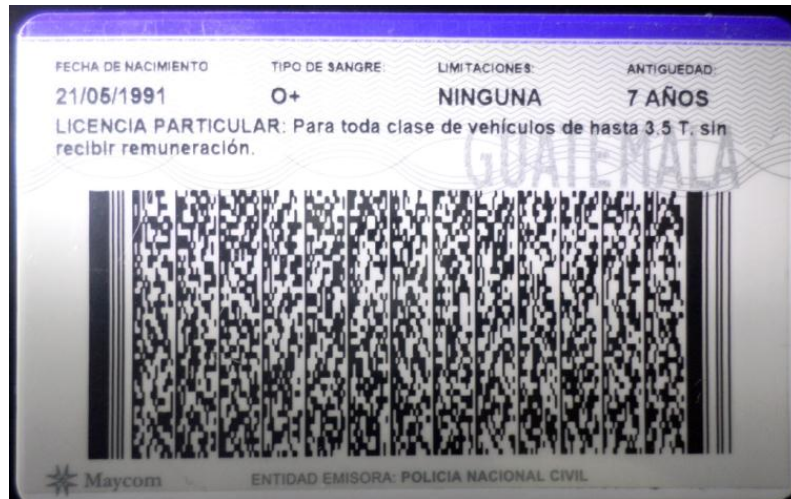 FECHA DE NACIMIENTO TIPO DE SANGRE: LIMITACIONES: ANTIGUEDAD:
21/05/1991 O+ NINGUNA 7 AÑOS
LICENCIA PARTICULAR: Para toda clase de vehículos de hasta 3.5 T. sin
recibir remuneración.
GUATEMALA
Maycom ENTIDAD EMISORA: POLICIA NACIONAL CIVIL